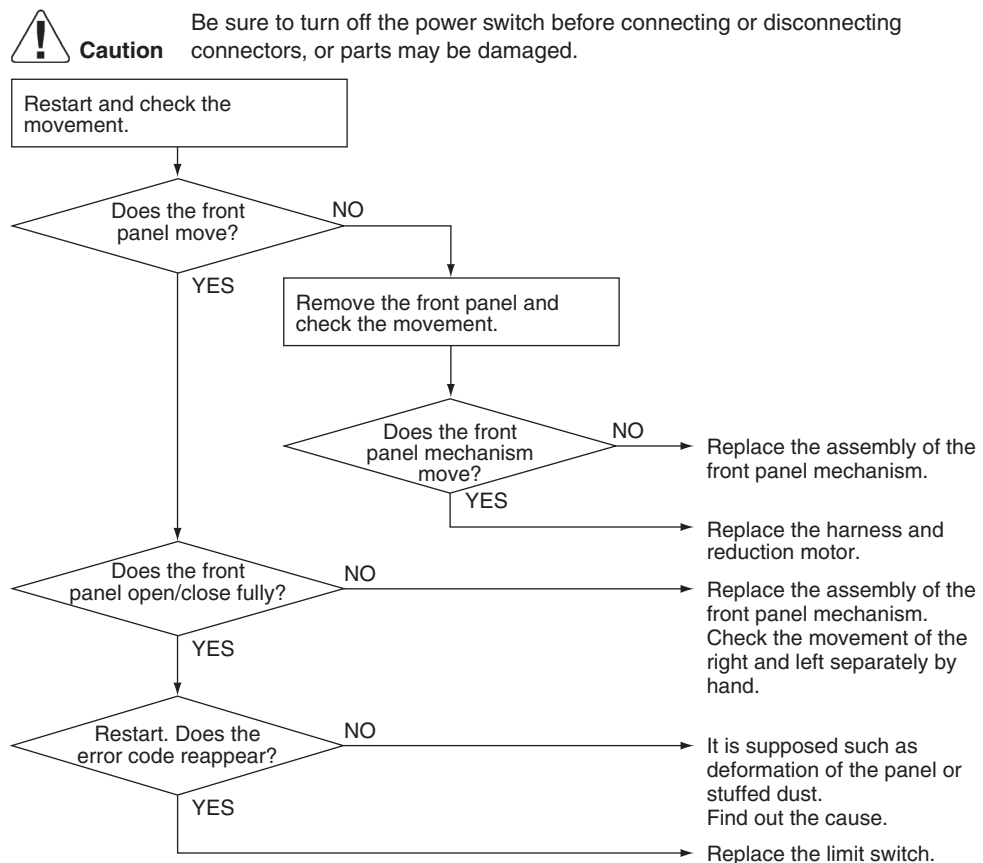 Be sure to turn off the power switch before connecting or disconnecting
Caution connectors, or parts may be damaged.
Restart and check the
movement.
Does the front
panel move?
NO
YES
Remove the front panel and
check the movement.
Does the front
panel mechanism
move?
NO
Replace the assembly of the
front panel mechanism.
YES
Replace the harness and
reduction motor.
Does the front
panel open/close fully?
NO
Replace the assembly of the
front panel mechanism.
Check the movement of the
right and left separately by
hand.
YES
Restart. Does the
error code reappear?
NO
It is supposed such as
deformation of the panel or
stuffed dust.
Find out the cause.
YES
Replace the limit switch.